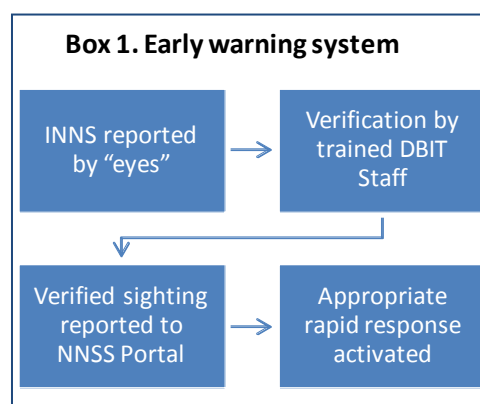 Box 1. Early warning system
INNS reported
by “eyes”
Verification by
trained DBIT
Staff
Verified sighting
reported to
NNSS Portal
Appropriate
rapid response
activated